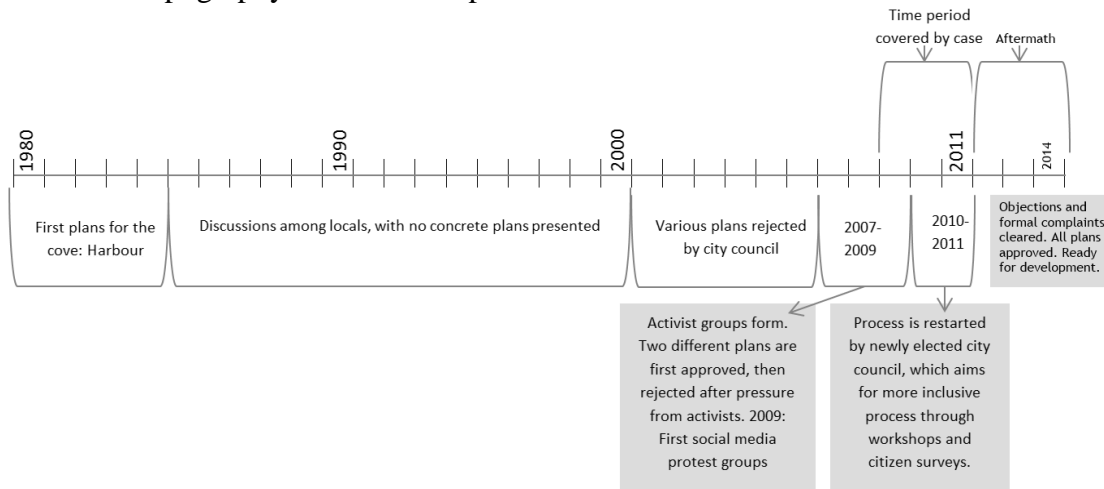 Time period
covered by case
Aftermath
1980
1990
2000
2011
2014
First plans for the
cove: Harbour
Discussions among locals, with no concrete plans presented
Various plans rejected
by city council
2007-
2009
2010-
2011
Objections and
formal complaints
cleared. All plans
approved. Ready
for development.
Activist groups form.
Two different plans are
first approved, then
rejected after pressure
from activists. 2009:
First social media
protest groups
Process is restarted
by newly elected city
council, which aims
for more inclusive
process through
workshops and
citizen surveys.